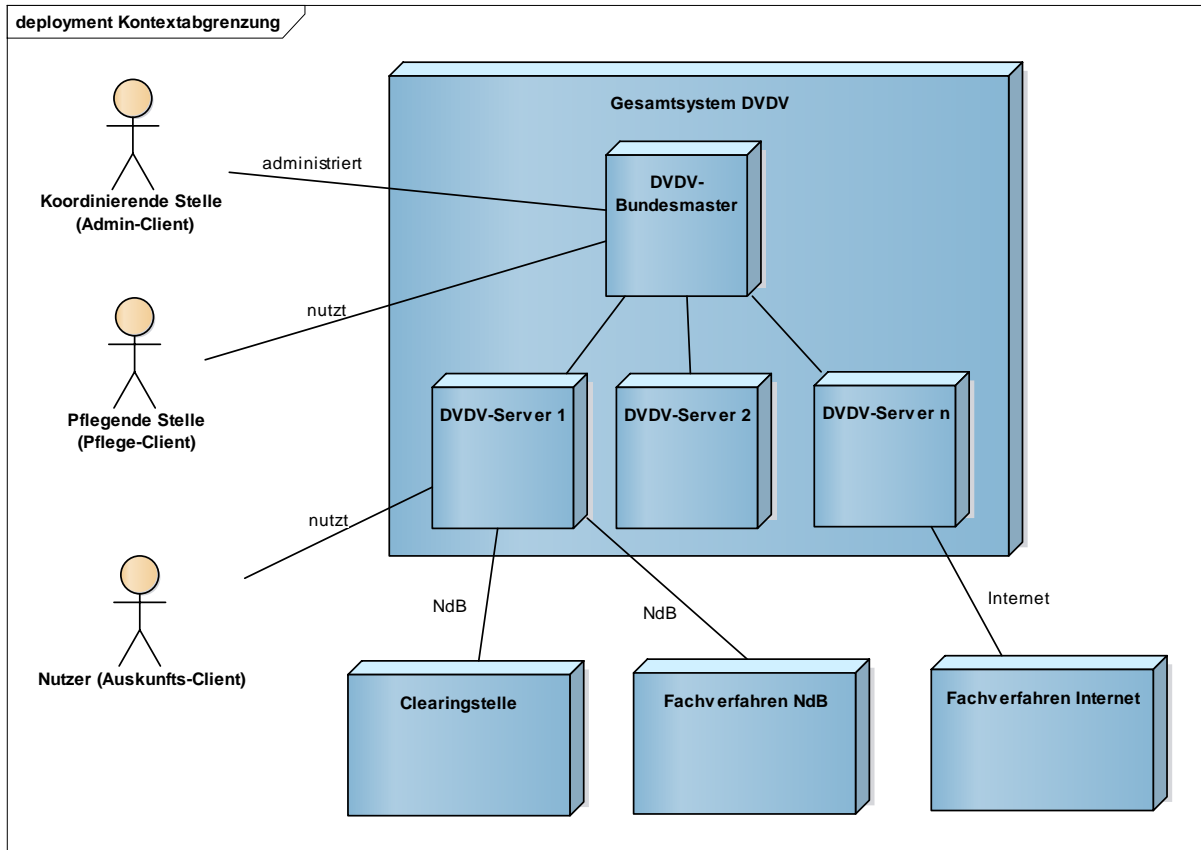 deployment Kontextabgrenzung
Gesamtsystem DVDV
administriert
DVDV-
Bundesmaster
Koordinierende Stelle
(Admin-Client)
nutzt
Pflegende Stelle
(Pflege-Client)
DVDV-Server 1
DVDV-Server 2
DVDV-Server n
nutzt
NdB
NdB
Internet
Nutzer (Auskunfts-Client)
Clearingstelle
Fachverfahren NdB
Fachverfahren Internet